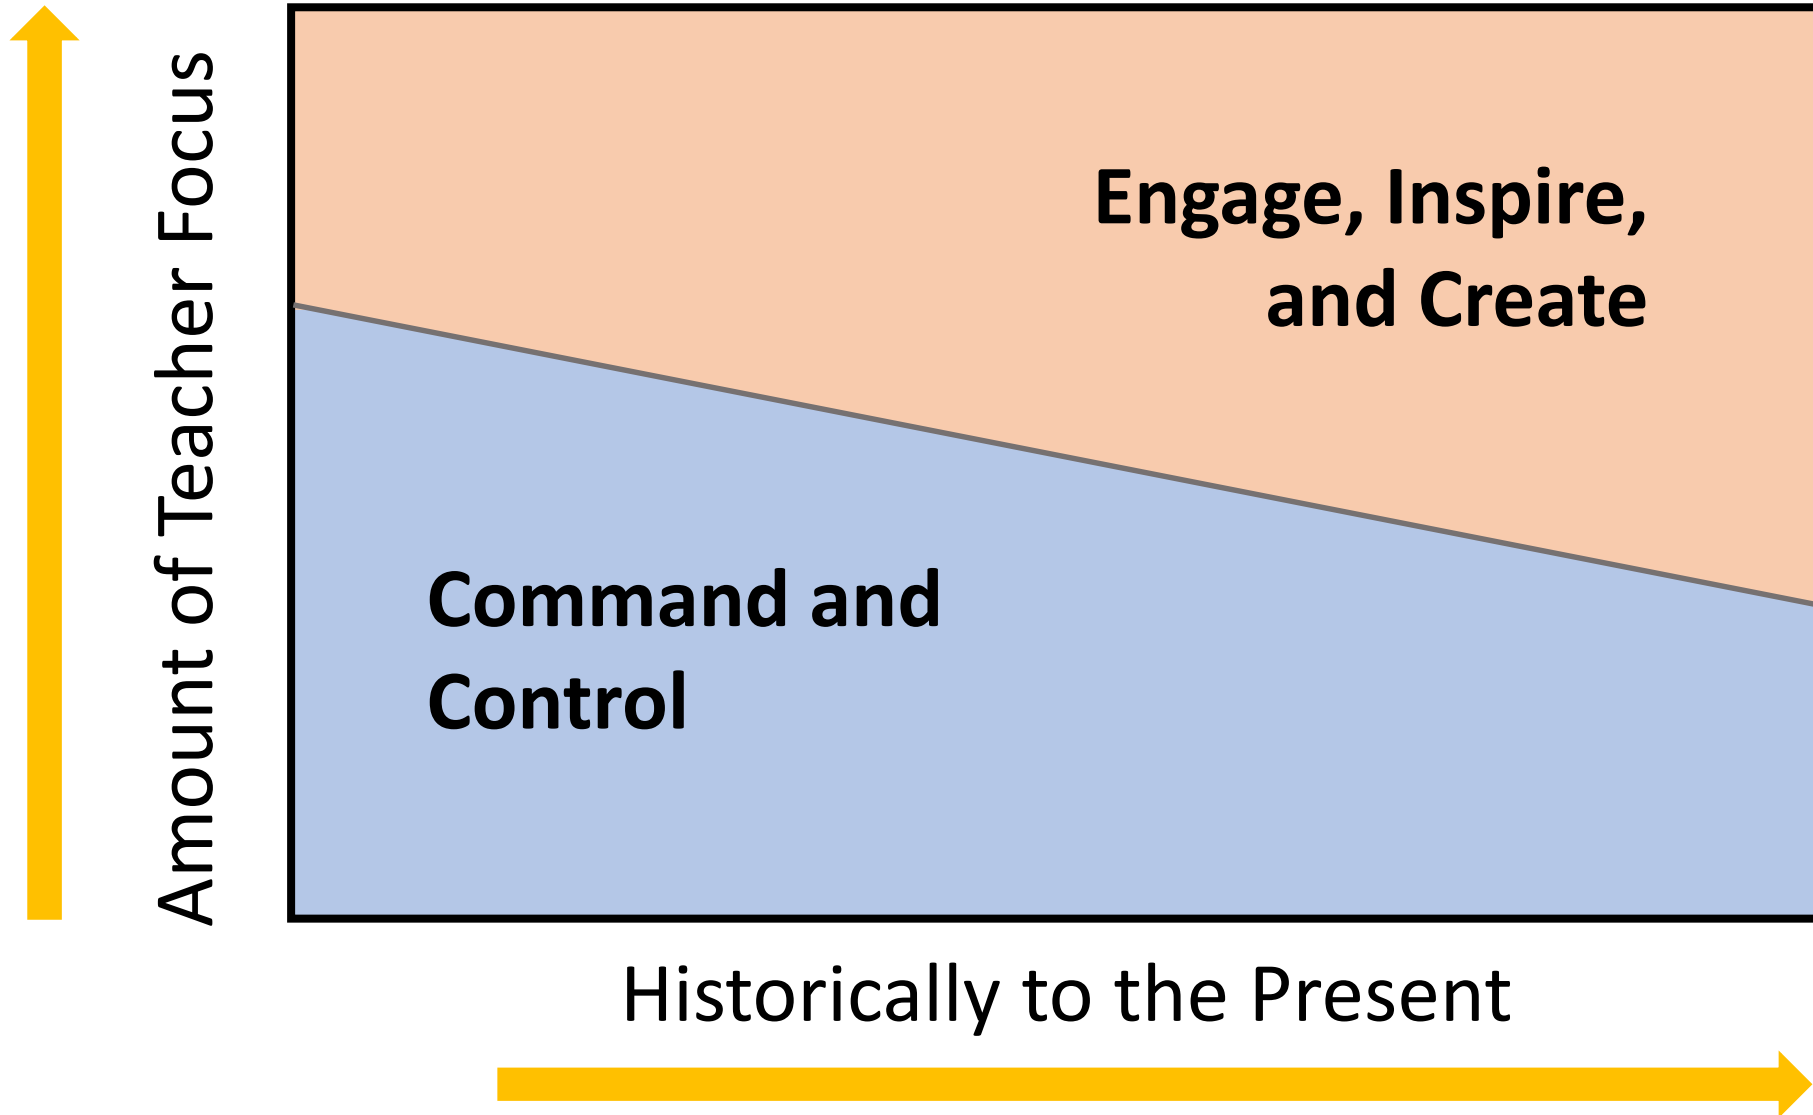 Amount of Teacher Focus
Engage, Inspire,
and Create
Command and
Control
Historically to the Present